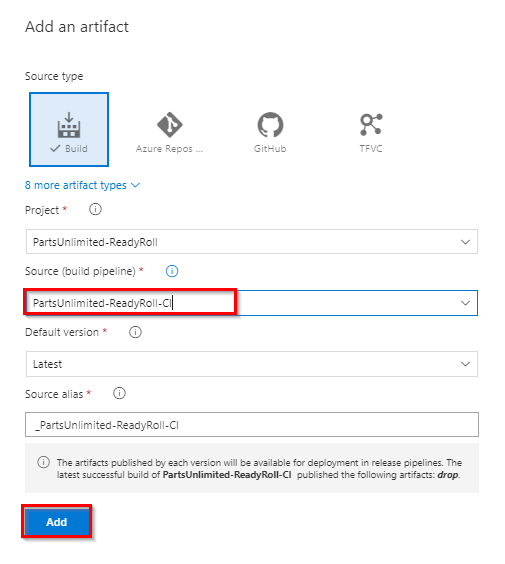 Add an artifact
Source type
Build
Azure Repos ...
GitHub
TFVC
8 more artifact types
Project *
PartsUnlimited-ReadyRoll
Source (build pipeline) *
PartsUnlimited-ReadyRoll-CI
Default version *
Latest
Source alias *
_PartsUnlimited-ReadyRoll-CI
The artifacts published by each version will be available for deployment in release pipelines. The
latest successful build of PartsUnlimited-ReadyRoll-CI published the following artifacts: drop.
Add